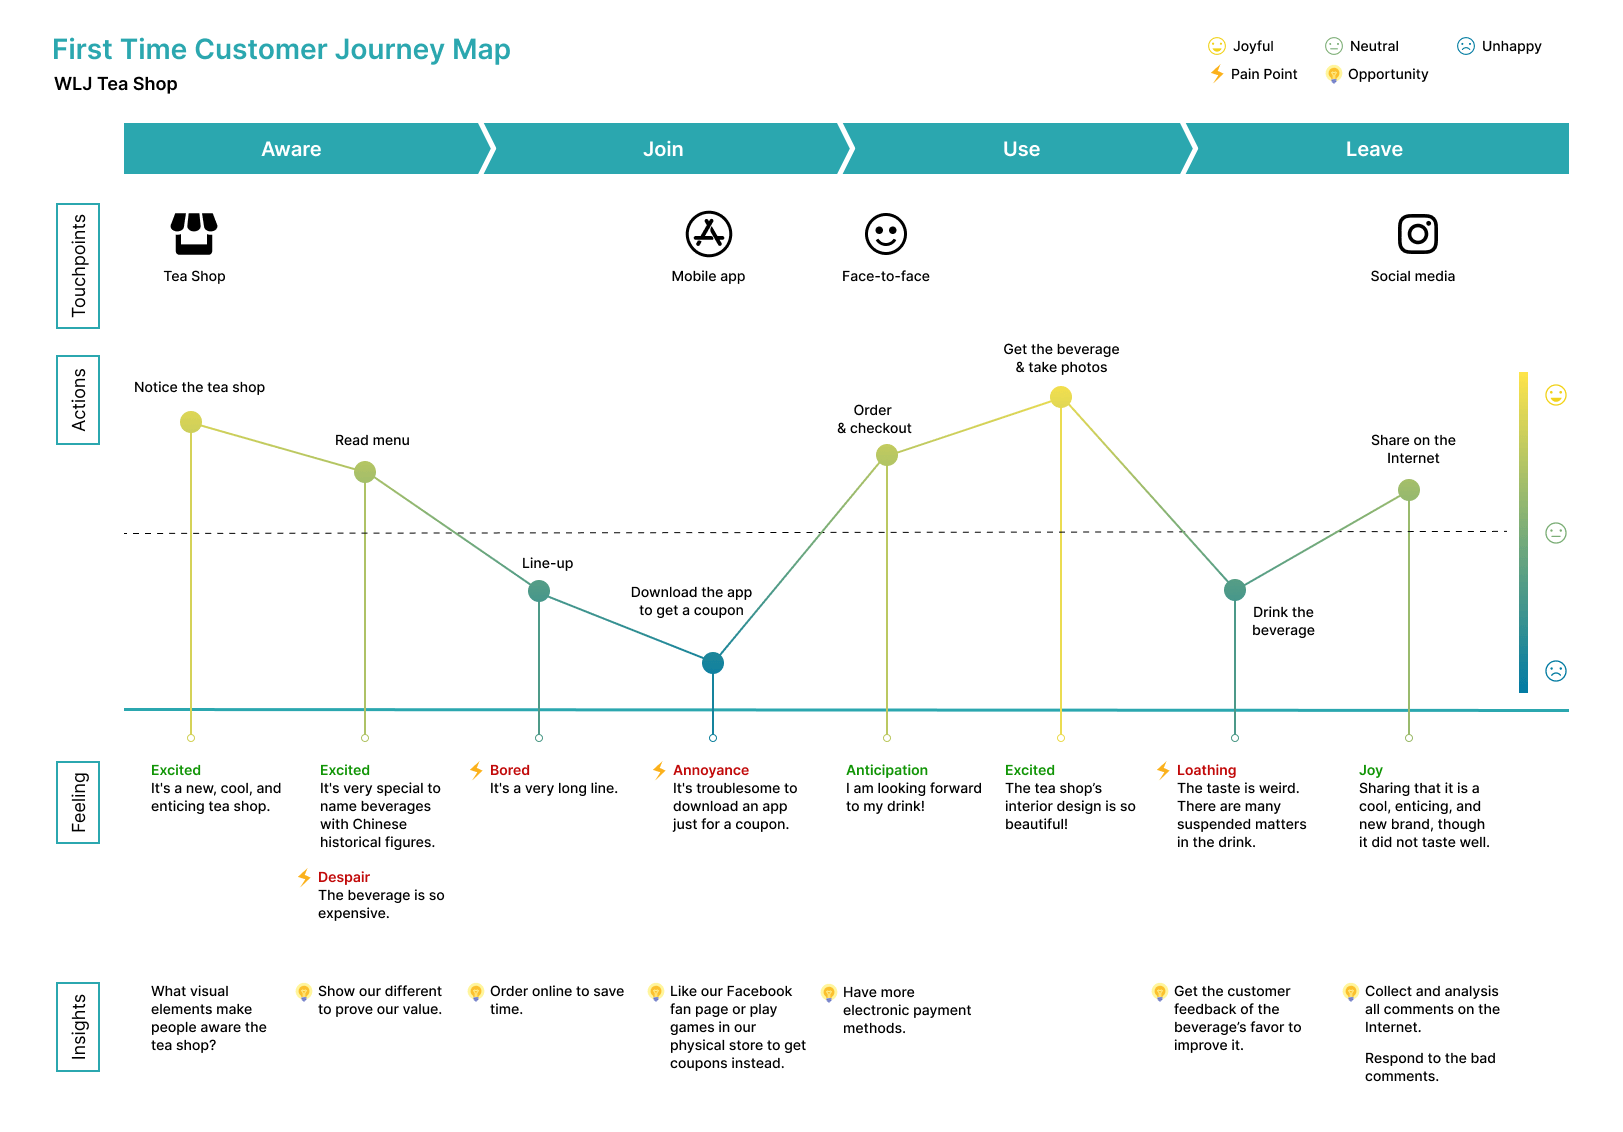 First Time Customer Journey Map
WLJ Tea Shop
Joyful
Neutral
Unhappy
Pain Point
Opportunity
Aware
Join
Use
Leave
Touchpoints
Tea Shop
Mobile app
Face-to-face
Social media
Actions
Notice the tea shop
Read menu
Line-up
Download the app
to get a coupon
Order
& checkout
Get the beverage
& take photos
Drink the
beverage
Share on the
Internet
Feeling
Excited
It's a new, cool, and
enticing tea shop.
Excited
It's very special to
name beverages
with Chinese
historical figures.
Despair
The beverage is so
expensive.
Bored
It's a very long line.
Annoyance
It's troublesome to
download an app
just for a coupon.
Anticipation
I am looking forward
to my drink!
Excited
The tea shop's
interior design is so
beautiful!
Loathing
The taste is weird.
There are many
suspended matters
in the drink.
Joy
Sharing that it is a
cool, enticing, and
new brand, though
it did not taste well.
Insights
What visual
elements make
people aware the
tea shop?
Show our different
to prove our value.
Order online to save
time.
Like our Facebook
fan page or play
games in our
physical store to get
coupons instead.
Have more
electronic payment
methods.
Get the customer
feedback of the
beverage's favor to
improve it.
Collect and analysis
all comments on the
Internet.
Respond to the bad
comments.